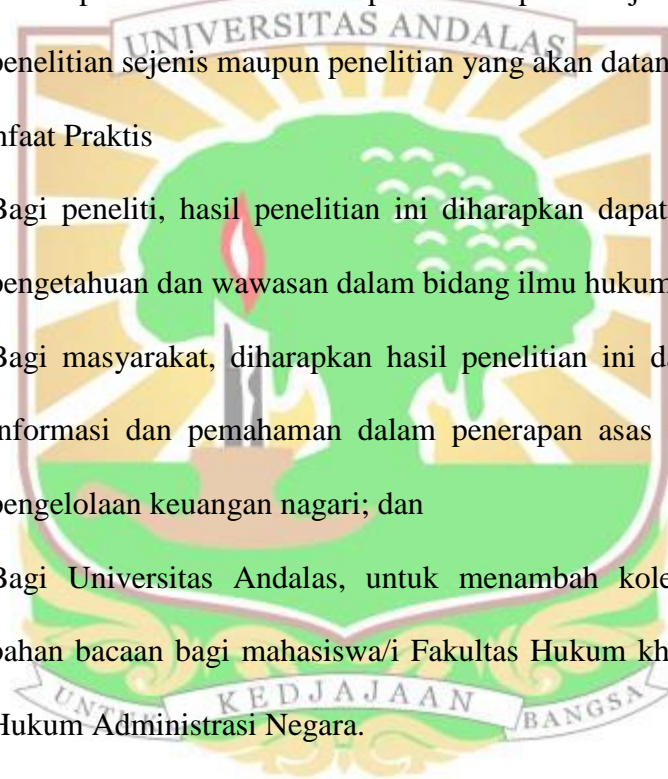 UNIVERSITAS ANDALAS
penelitian sejenis maupun penelitian yang akan datan
nfaat Praktis
Bagi peneliti, hasil penelitian ini diharapkan dapat
pengetahuan dan wawasan dalam bidang ilmu hukum
Bagi masyarakat, diharapkan hasil penelitian ini da
informasi dan pemahaman dalam penerapan asas
pengelolaan keuangan nagari; dan
Bagi Universitas Andalas, untuk menambah kole
bahan bacaan bagi mahasiswa/i Fakultas Hukum kh
UNTUK KEDJAJAAN BANGSA
Hukum Administrasi Negara.